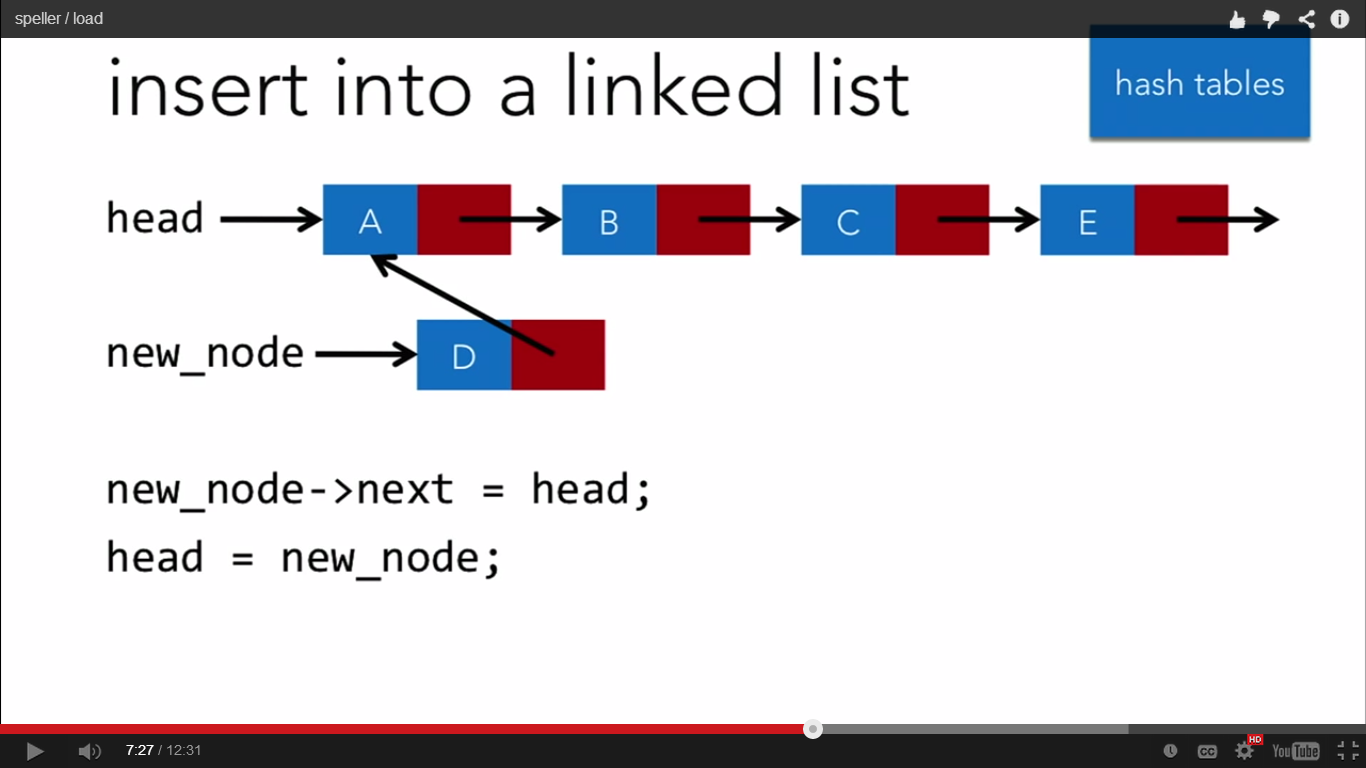 speller / load
insert into a linked list
hash tables
head
A
B
C
E
new_node
D
new_node->next = head;
head = new_node;
7:27 / 12:31
CC
HD
YouTube